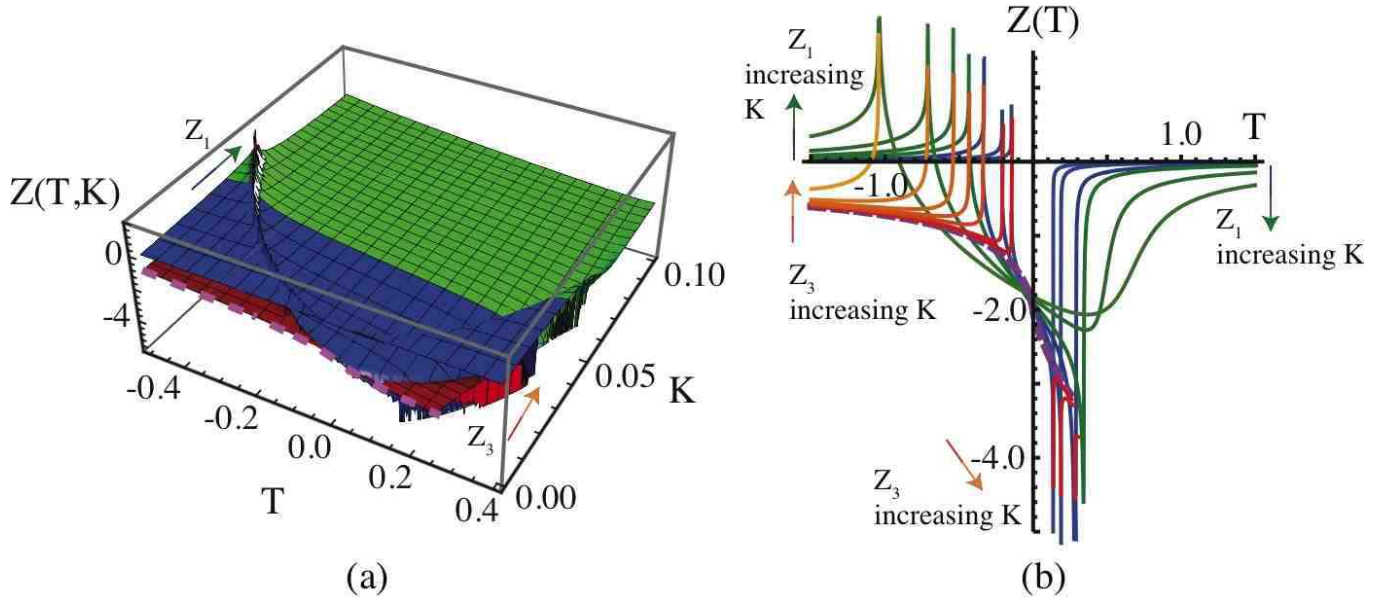 Z1
Z(T,K)
0
-4
-0.4
-0.2
0.0
0.2
0.4
T
0.00
0.05
0.10
K
Z3
(a)
Z(T)
Z1
increasing
K
1.0
T
-1.0
Z1
increasing K
Z3
increasing K
-2.0
-4.0
Z3
increasing K
(b)